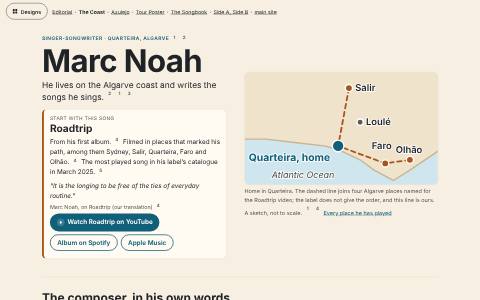 Designs
Editorial · The Coast · Azulejo · Tour Poster · The Songbook · Side A, Side B · main site
SINGER-SONGWRITER · QUARTEIRA, ALGARVE 1 2
Marc Noah
He lives on the Algarve coast and writes the
songs he sings. 2 1 3
START WITH THIS SONG
Roadtrip
From his first album. 4 Filmed in places that marked his
path, among them Sydney, Salir, Quarteira, Faro and
Olhão. 4 The most played song in his label's catalogue
in March 2025. 5
"It is the longing to be free of the ties of everyday
routine."
Marc Noah, on Roadtrip (our translation) 4
Watch Roadtrip on YouTube
Album on Spotify
Apple Music
Salir
Loulé
Faro
Olhão
Quarteira, home
Atlantic Ocean
Home in Quarteira. The dashed line joins four Algarve places named for
the Roadtrip video; the label does not give the order, and this line is ours.
A sketch, not to scale. 1 4 Every place he has played
The composer, in his own words